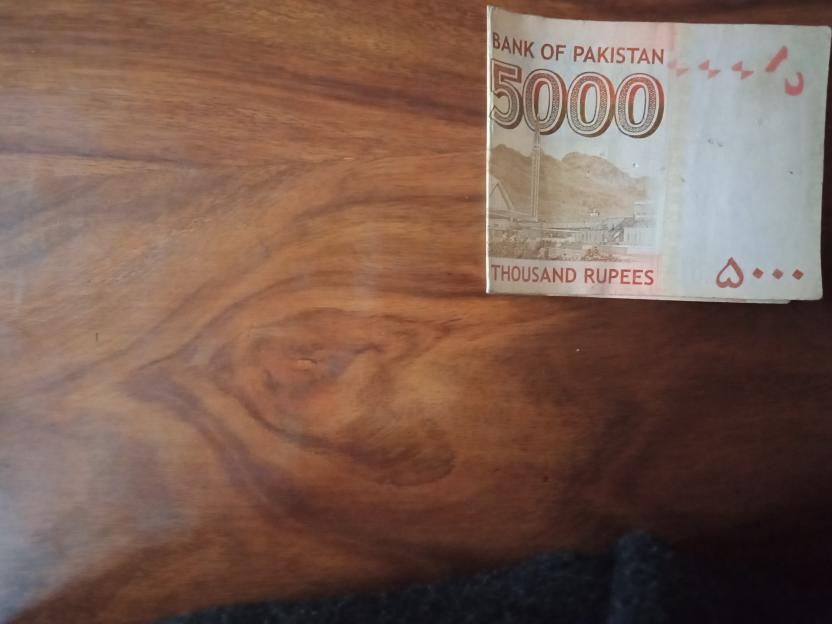 BANK OF PAKISTAN
5000
THOUSAND RUPEES
۵۰۰۰